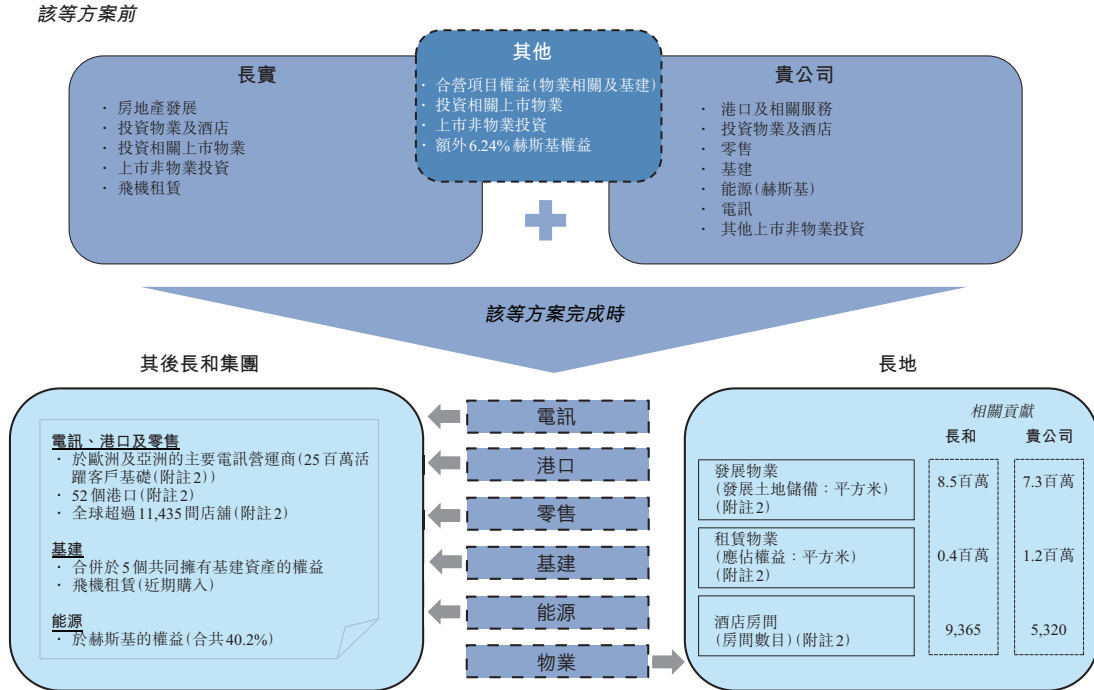 該等方案前
長實
· 房地產發展
· 投資物業及酒店
· 投資相關上市物業
· 上市非物業投資
· 飛機租賃
其他
· 合營項目權益(物業相關及基建)
· 投資相關上市物業
· 上市非物業投資
· 額外6.24%赫斯基權益
貴公司
· 港口及相關服務
· 投資物業及酒店
· 零售
· 基建
· 能源(赫斯基)
· 電訊
· 其他上市非物業投資
該等方案完成時
其後長和集團
電訊、港口及零售
· 於歐洲及亞洲的主要電訊營運商(25百萬活
躍客戶基礎(附註2))
· 52個港口(附註2)
· 全球超過11,435間店舖(附註2)
基建
· 合併於5個共同擁有基建資產的權益
· 飛機租賃(近期購入)
能源
· 於赫斯基的權益(合共40.2%)
電訊
港口
零售
基建
能源
物業
長地
相關貢獻
長和 貴公司
發展物業
(發展土地儲備：平方米)
(附註2)
8.5百萬 7.3百萬
租賃物業
(應佔權益：平方米)
(附註2)
0.4百萬 1.2百萬
酒店房間
(房間數目)(附註2)
9,365 5,320